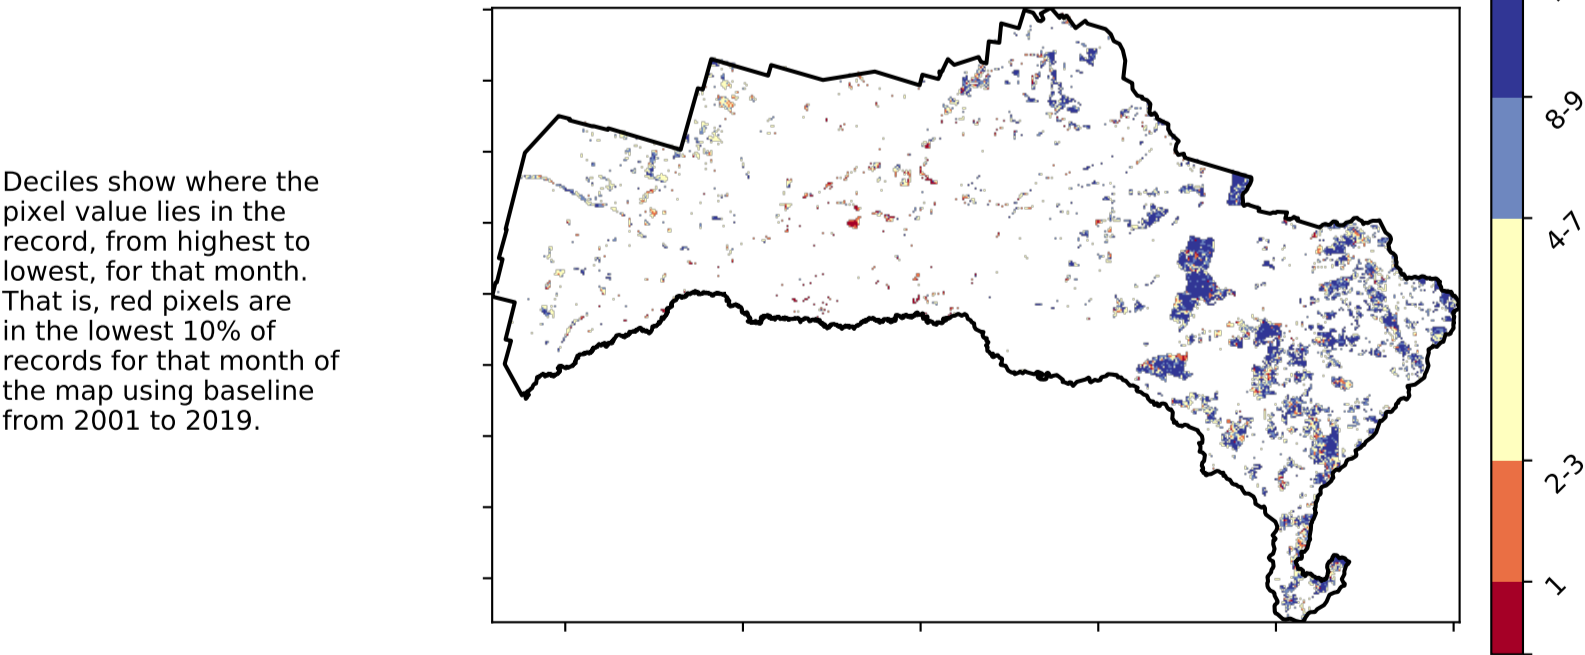 Deciles show where the
pixel value lies in the
record, from highest to
lowest, for that month.
That is, red pixels are
in the lowest 10% of
records for that month of
the map using baseline
from 2001 to 2019.
8-9
4-7
2-3
1